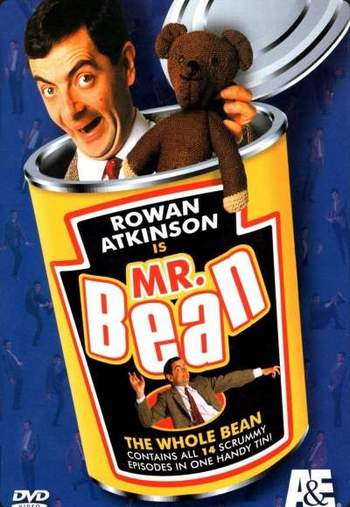 ROWAN
ATKINSON
IS
MR.
Bean
THE WHOLE BEAN
CONTAINS ALL 14 SCRUMMY
EPISODES IN ONE HANDY TIN!
DVD
VIDEO
A&E